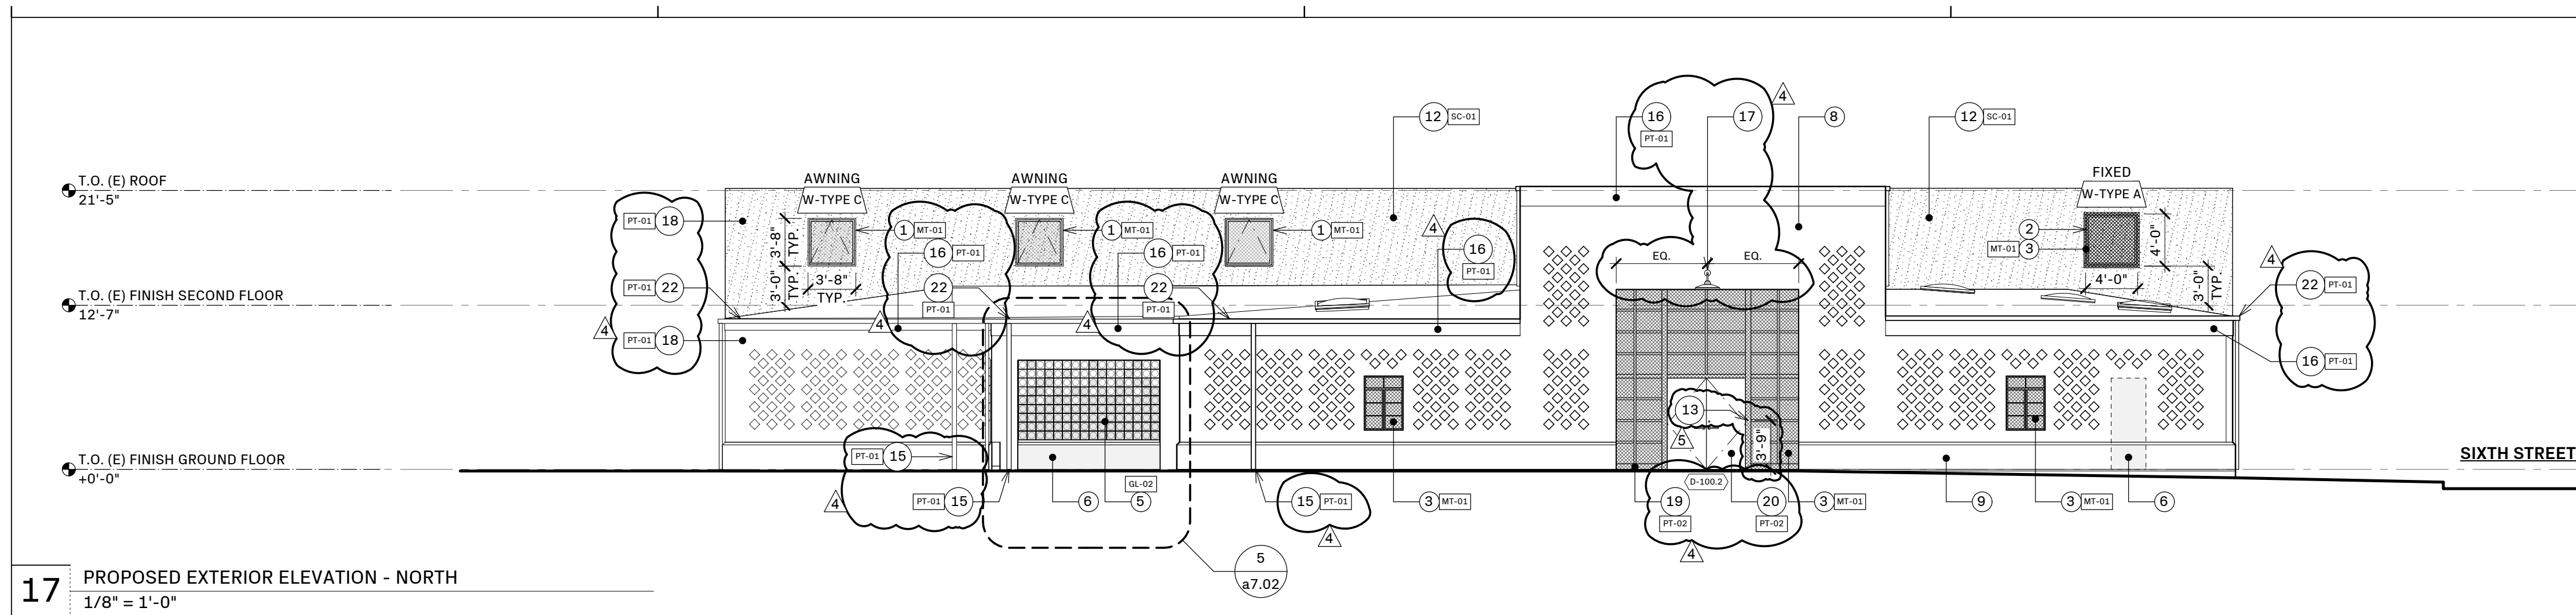 4
16
17
8
12 SC-01
12 SC-01
PT-01
T.O. (E) ROOF
21'-5"
AWNING
W-TYPE C
AWNING
W-TYPE C
AWNING
W-TYPE C
FIXED
W-TYPE A
PT-01 18
1 MT-01
1 MT-01
1 MT-01
4
2
MT-01 3
3'-8"
TYP.
16 PT-01
16 PT-01
16
PT-01
EQ.
EQ.
4'-0"
4
3'-8"
TYP.
4'-0"
3'-0"
TYP.
3'-0"
TYP.
PT-01 22
22
PT-01
22
PT-01
22 PT-01
T.O. (E) FINISH SECOND FLOOR
12'-7"
4
4
4
PT-01 18
16 PT-01
13
5
3'-9"
T.O. (E) FINISH GROUND FLOOR
+0'-0"
PT-01 15
SIXTH STREET
GL-02
D-100.2
4
PT-01 15
6
5
15 PT-01
3 MT-01
19
PT-02
20
PT-02
3 MT-01
9
3 MT-01
6
4
4
5
a7.02
17
PROPOSED EXTERIOR ELEVATION - NORTH
1/8" = 1'-0"